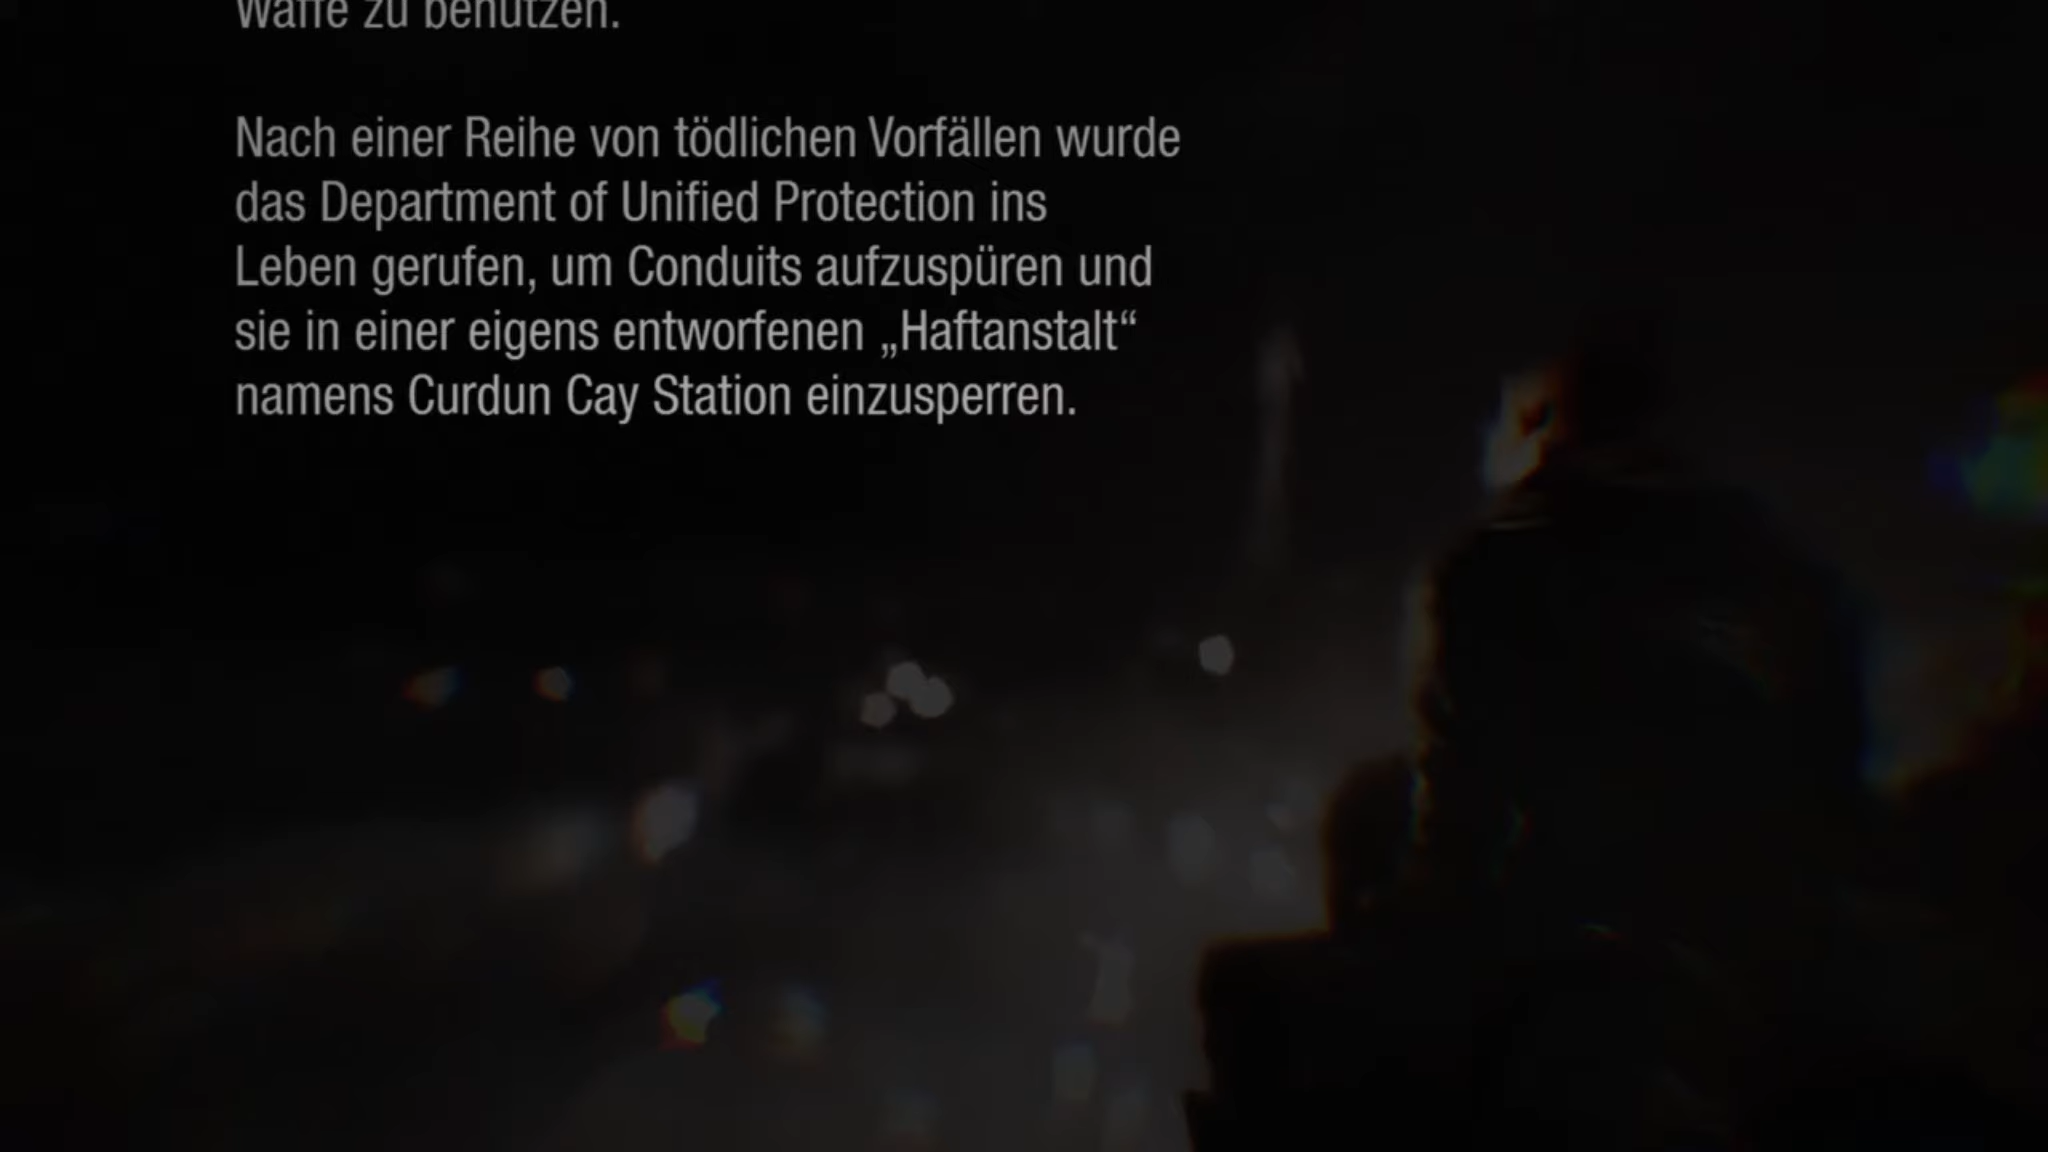 Waffe zu benutzen.
Nach einer Reihe von tödlichen Vorfällen wurde
das Department of Unified Protection ins
Leben gerufen, um Conduits aufzuspüren und
sie in einer eigens entworfenen „Haftanstalt“
namens Curdun Cay Station einzusperren.